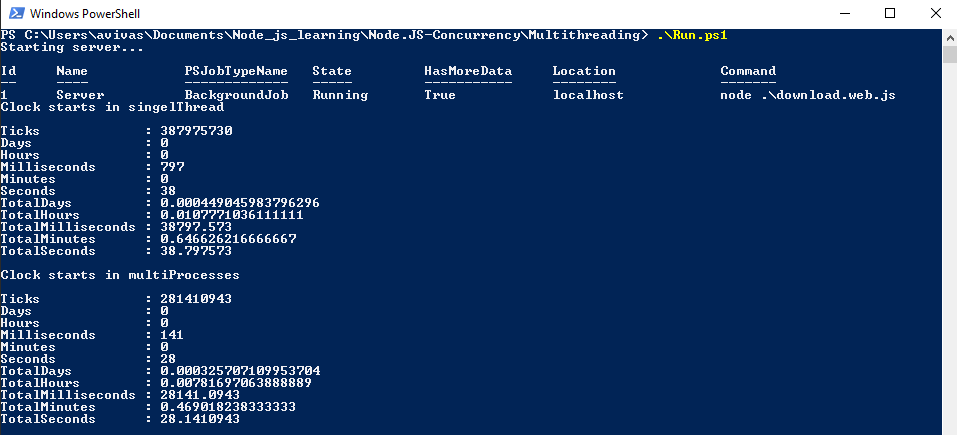 Windows PowerShell
PS C:\Users\avivas\Documents\Node_js_learning\Node.JS-Concurrency\Multithreading> .\Run.ps1
Starting server...
Id Name PSJobTypeName State HasMoreData Location Command
-- ---- ------------- ----- ----------- -------- -------
1 Server BackgroundJob Running True localhost node .\download.web.js
Clock starts in singelThread
Ticks : 387975730
Days : 0
Hours : 0
Milliseconds : 797
Minutes : 0
Seconds : 38
TotalDays : 0.000449045983796296
TotalHours : 0.0107771036111111
TotalMilliseconds : 38797.573
TotalMinutes : 0.646626216666667
TotalSeconds : 38.797573
Clock starts in multiProcesses
Ticks : 281410943
Days : 0
Hours : 0
Milliseconds : 141
Minutes : 0
Seconds : 28
TotalDays : 0.000325707109953704
TotalHours : 0.00781697063888889
TotalMilliseconds : 28141.0943
TotalMinutes : 0.469018238333333
TotalSeconds : 28.1410943